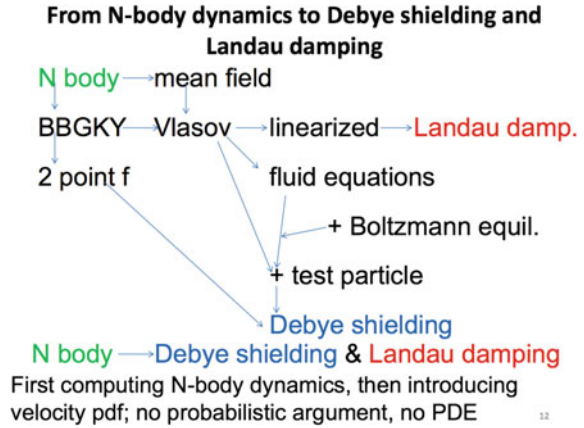 From N-body dynamics to Debye shielding and
Landau damping
N body mean field
BBGKY Vlasov linearized Landau damp.
2 point f fluid equations
+ Boltzmann equil.
+ test particle
Debye shielding
N body Debye shielding & Landau damping
First computing N-body dynamics, then introducing
velocity pdf; no probabilistic argument, no PDE
12